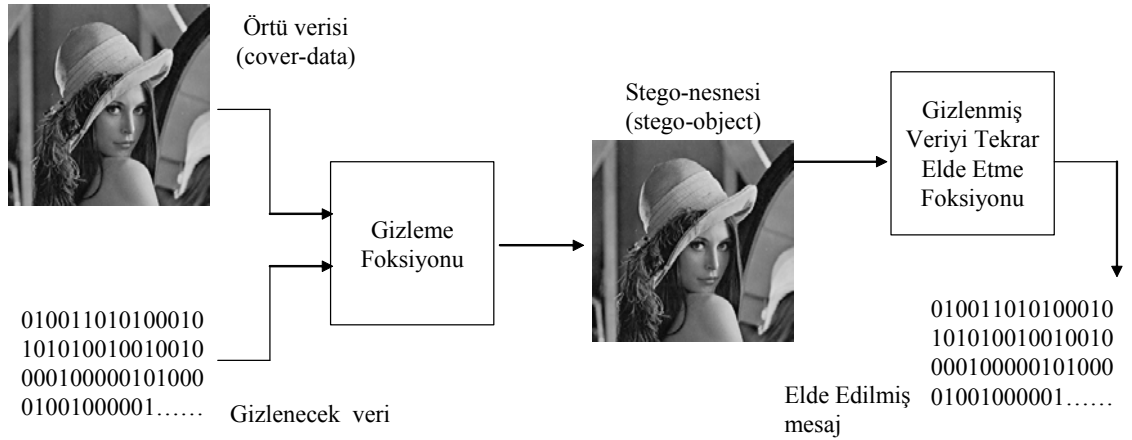 Örtü verisi
(cover-data)
Stego-nesnesi
(stego-object)
Gizlenmiş
Veriyi Tekrar
Elde Etme
Foksiyonu
Gizleme
Foksiyonu
010011010100010
101010010010010
000100000101000
01001000001……
Gizlenecek veri
010011010100010
101010010010010
000100000101000
01001000001……
Elde Edilmiş
mesaj